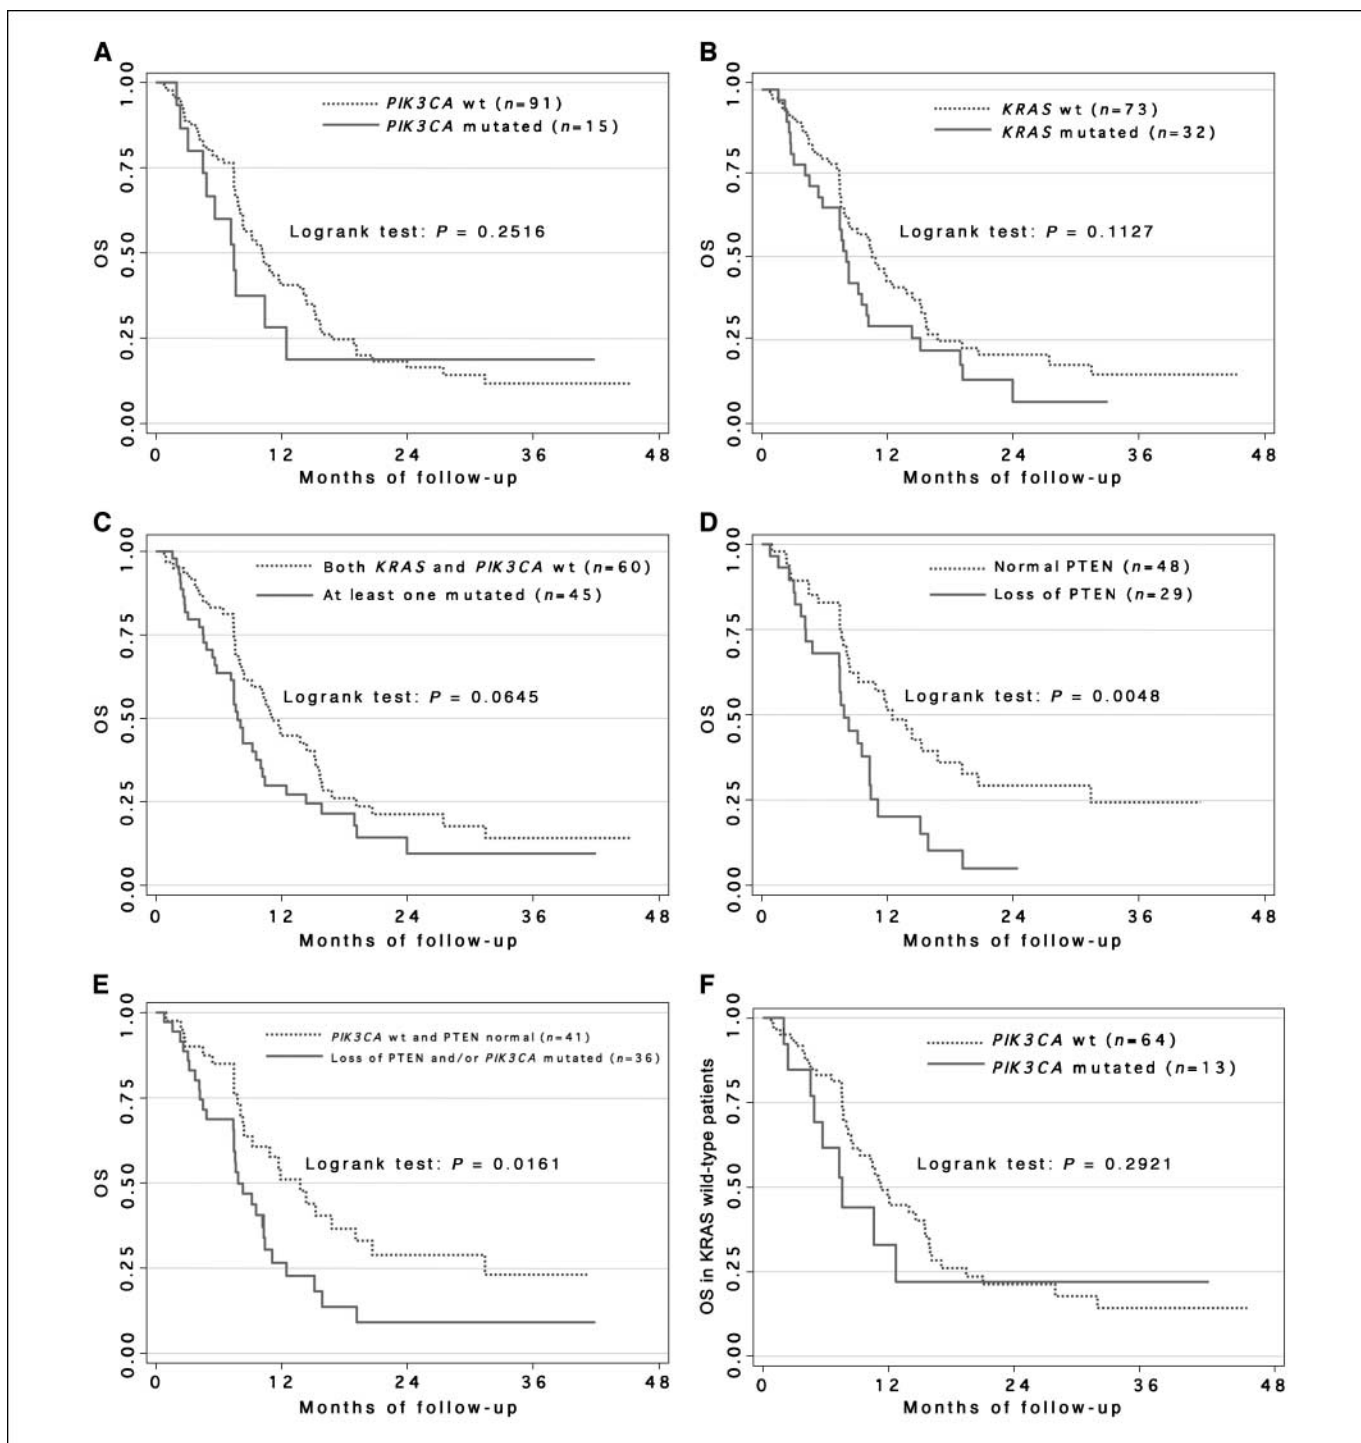 A
1.00
0.75
0.50
0.25
0.00
OS
PIK3CA wt (n=91)
PIK3CA mutated (n=15)
Logrank test: P = 0.2516
0 12 24 36 48
Months of follow-up
B
1.00
0.75
0.50
0.25
0.00
OS
KRAS wt (n=73)
KRAS mutated (n=32)
Logrank test: P = 0.1127
0 12 24 36 48
Months of follow-up
C
1.00
0.75
0.50
0.25
0.00
OS
Both KRAS and PIK3CA wt (n=60)
At least one mutated (n=45)
Logrank test: P = 0.0645
0 12 24 36 48
Months of follow-up
D
1.00
0.75
0.50
0.25
0.00
OS
Normal PTEN (n=48)
Loss of PTEN (n=29)
Logrank test: P = 0.0048
0 12 24 36 48
Months of follow-up
E
1.00
0.75
0.50
0.25
0.00
OS
PIK3CA wt and PTEN normal (n=41)
Loss of PTEN and/or PIK3CA mutated (n=36)
Logrank test: P = 0.0161
0 12 24 36 48
Months of follow-up
F
1.00
0.75
0.50
0.25
0.00
OS in KRAS wild-type patients
PIK3CA wt (n=64)
PIK3CA mutated (n=13)
Logrank test: P = 0.2921
0 12 24 36 48
Months of follow-up